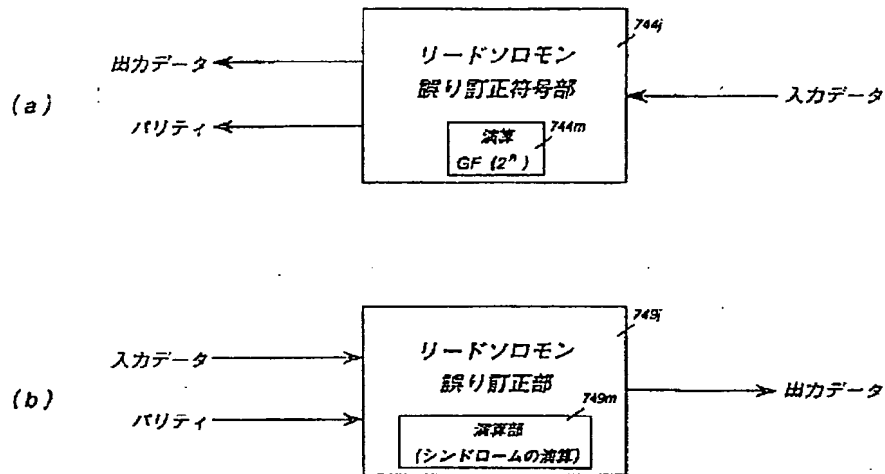 (a)
出力データ
パリティ
リードソロモン
誤り訂正符号部
演算
GF (2ⁿ)
744j
744m
入力データ
(b)
入力データ
パリティ
リードソロモン
誤り訂正部
演算部
(シンドロームの演算)
749j
749m
出力データ